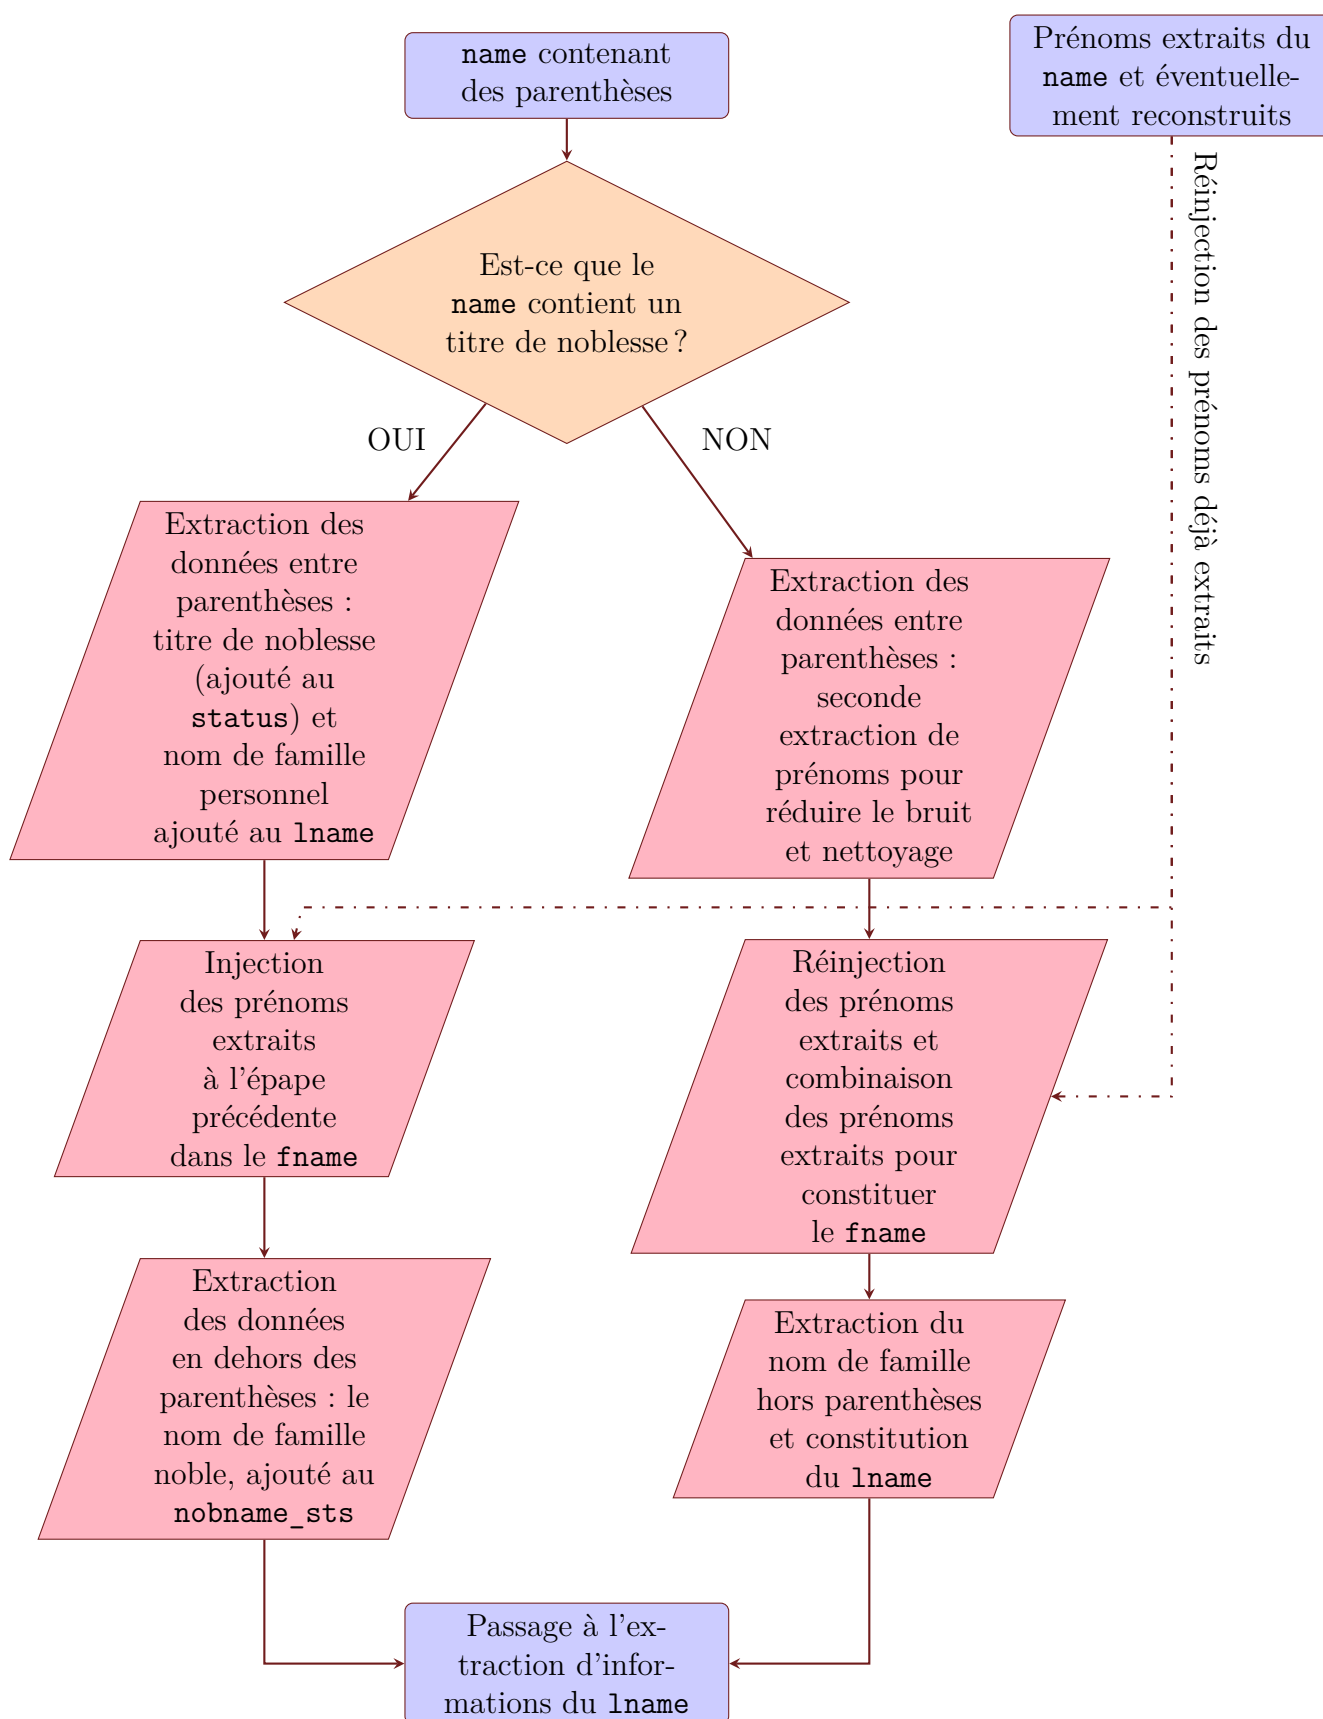 name contenant
des parenthèses
Prénoms extraits du
name et éventuelle-
ment reconstruits
Réinjection des prénoms déjà extraits
Est-ce que le
name contient un
titre de noblesse ?
OUI
NON
Extraction des
données entre
parenthèses :
titre de noblesse
(ajouté au
status) et
nom de famille
personnel
ajouté au lname
Extraction des
données entre
parenthèses :
seconde
extraction de
prénoms pour
réduire le bruit
et nettoyage
Injection
des prénoms
extraits
à l'épape
précédente
dans le fname
Réinjection
des prénoms
extraits et
combinaison
des prénoms
extraits pour
constituer
le fname
Extraction
des données
en dehors des
parenthèses : le
nom de famille
noble, ajouté au
nobname_sts
Extraction du
nom de famille
hors parenthèses
et constitution
du lname
Passage à l'ex-
traction d'infor-
mations du lname